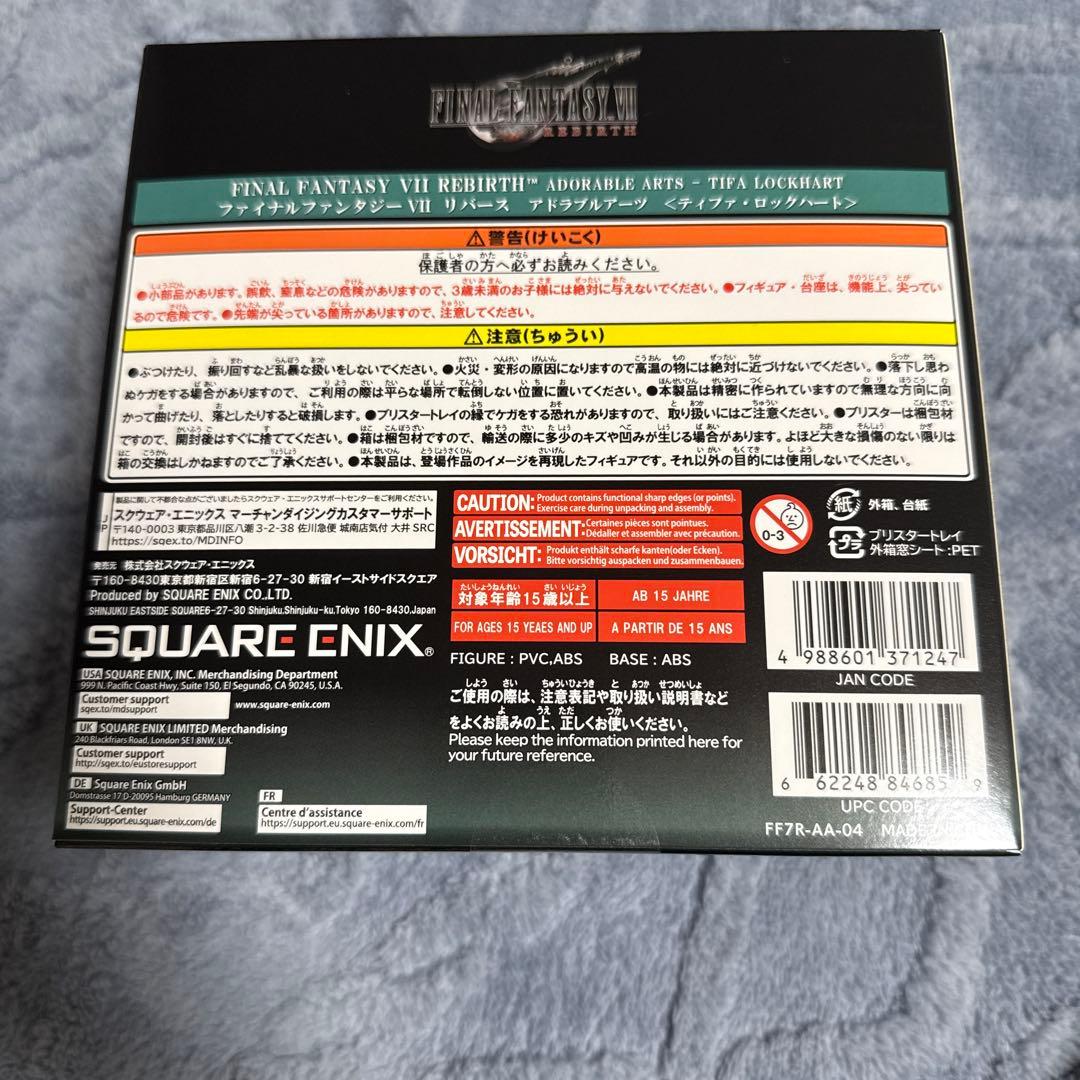 FINAL FANTASY VII
REBIRTH
FINAL FANTASY VII REBIRTH™ ADORABLE ARTS – TIFA LOCKHART
ファイナルファンタジーVII リバース アドラブルアーツ <ティファ・ロックハート>
⚠警告(けいこく)
保護者の方へ必ずお読みください。
●小部品があります。誤飲、窒息などの危険がありますので、3歳未満のお子様には絶対に与えないでください。●フィギュア・台座は、機能上、尖ってい
るので危険です。●先端が尖っている箇所がありますので、注意してください。
⚠注意(ちゅうい)
●ぶつけたり、振り回すなど乱暴な扱いをしないでください。●火災・変形の原因になりますので高温の物には絶対に近づけないでください。●落下し思わ
ぬケガをする場合がありますので、ご利用の際は平らな場所で転倒しない位置に置いてください。●本製品は精密に作られていますので無理な方向に向
かって曲げたり、落としたりすると破損します。●ブリスタートレイの縁でケガをする恐れがありますので、取り扱いにはご注意ください。●ブリスターは梱包材
ですので、開封後はすぐに捨ててください。●箱は梱包材ですので、輸送の際に多少のキズや凹みが生じる場合があります。よほど大きな損傷のない限りは
箱の交換はしかねますのでご了承ください。●本製品は、登場作品のイメージを再現したフィギュアです。それ以外の目的には使用しないでください。
JP
製品に関して不都合な点がございましたらスクウェア・エニックスサポートセンターをご利用ください。
スクウェア・エニックス マーチャンダイジングカスタマーサポート
〒140-0003 東京都品川区八潮 3-2-38 佐川急便 城南店気付 大井 SRC
https://sqex.to/MDINFO
発売元 株式会社スクウェア・エニックス
〒160-8430東京都新宿区新宿6-27-30 新宿イーストサイドスクエア
Produced by SQUARE ENIX CO.,LTD.
SHINJUKU EASTSIDE SQUARE6-27-30 Shinjuku,Shinjuku-ku,Tokyo 160-8430,Japan
SQUARE ENIX®
USA SQUARE ENIX, INC. Merchandising Department
999 N. Pacific Coast Hwy, Suite 150, El Segundo, CA 90245, U.S.A.
Customer support
sqex.to/mdsupport
www.square-enix.com
UK SQUARE ENIX LIMITED Merchandising
240 Blackfriars Road, London SE1 8NW, U.K.
Customer support
http://sqex.to/eustoresupport
DE Square Enix GmbH
Domstrasse 17 D-20095 Hamburg GERMANY
Support-Center
https://support.eu.square-enix.com/de
FR
Centre d'assistance
https://support.eu.square-enix.com/fr
CAUTION: Product contains functional sharp edges (or points).
Exercise care during unpacking and assembly.
AVERTISSEMENT: Certaines pièces sont pointues.
Dédaler et assembler avec précaution.
VORSICHT: Produkt enthält scharfe kanten(oder Ecken).
Bitte vorsichtig auspacken und zusammenbauen.
対象年齢15歳以上
AB 15 JAHRE
FOR AGES 15 YEAES AND UP
A PARTIR DE 15 ANS
FIGURE : PVC,ABS BASE : ABS
ご使用の際は、注意表記や取り扱い説明書など
をよくお読みの上、正しくお使いください。
Please keep the information printed here for
your future reference.
0-3
紙 外箱、台紙
プラ ブリスタートレイ
外箱窓シート:PET
4 988601 371247
JAN CODE
6 62248 84685 9
UPC CODE
FF7R-AA-04 MADE IN